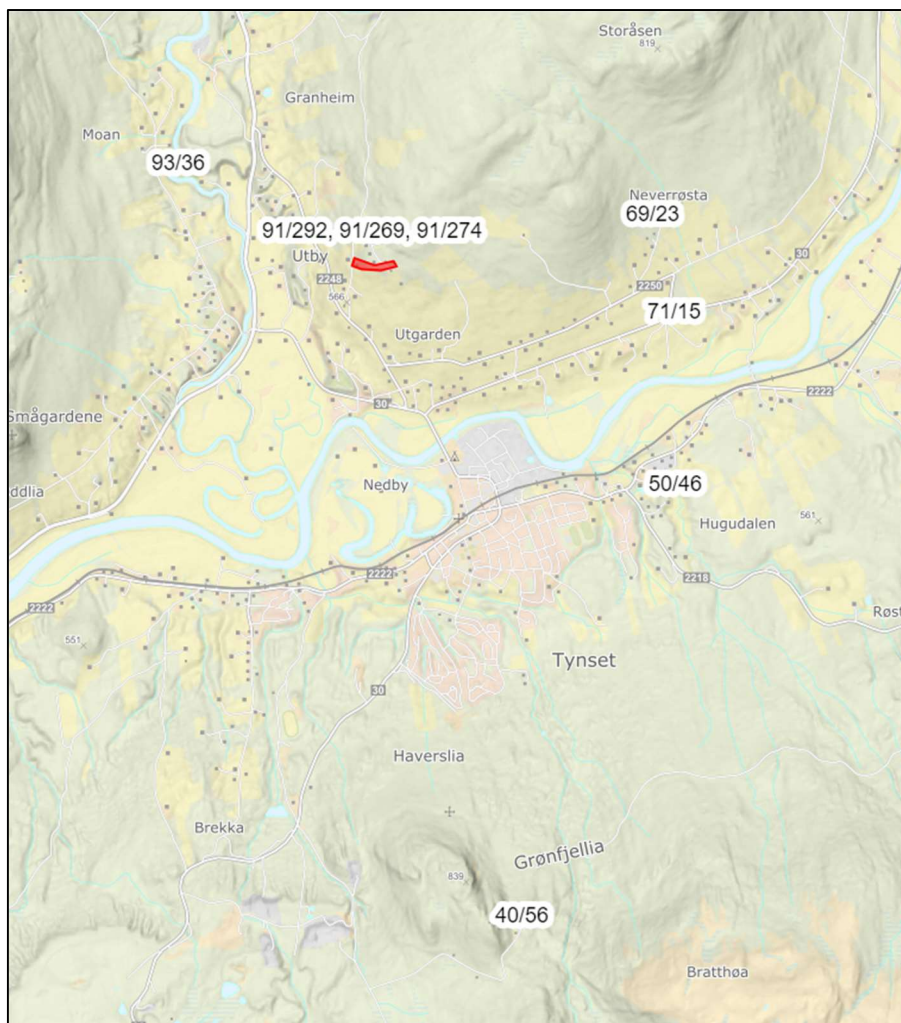 Storåsen
819
Granheim
Moan
93/36
Neverrøsta
69/23
91/292, 91/269, 91/274
Utby
30
2248
2250
566
71/15
Utgarden
2222
30
Smågardene
Nedby
50/46
ddlia
561
Hugudalen
2222
2218
2222
Røst
551
Tynset
30
Haverslia
Brekka
Grønfjellia
839
40/56
Bratthøa